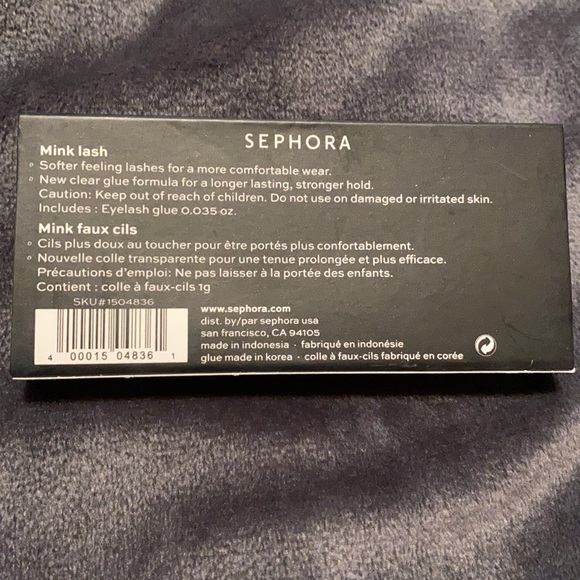 SEPHORA
Mink lash
° Softer feeling lashes for a more comfortable wear.
° New clear glue formula for a longer lasting, stronger hold.
Caution: Keep out of reach of children. Do not use on damaged or irritated skin.
Includes : Eyelash glue 0.035 oz.
Mink faux cils
° Cils plus doux au toucher pour être portés plus confortablement.
° Nouvelle colle transparente pour une tenue prolongée et plus efficace.
Précautions d'emploi: Ne pas laisser à la portée des enfants.
Contient : colle à faux-cils 1g
SKU#1504836
4 00015 04836 1
www.sephora.com
dist. by/par sephora usa
san francisco, CA 94105
made in indonesia · fabriqué en indonésie
glue made in korea · colle à faux-cils fabriqué en corée